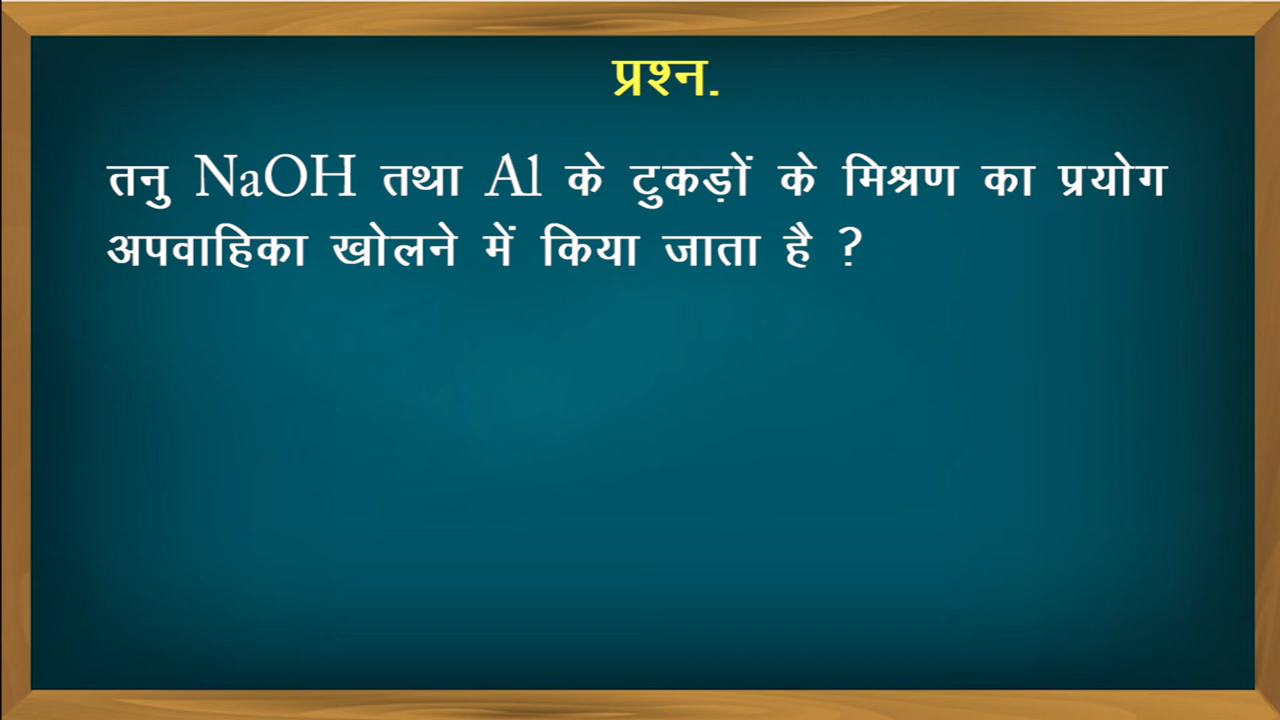 प्रश्न.
तनु NaOH तथा Al के टुकड़ों के मिश्रण का प्रयोग
अपवाहिका खोलने में किया जाता है ?